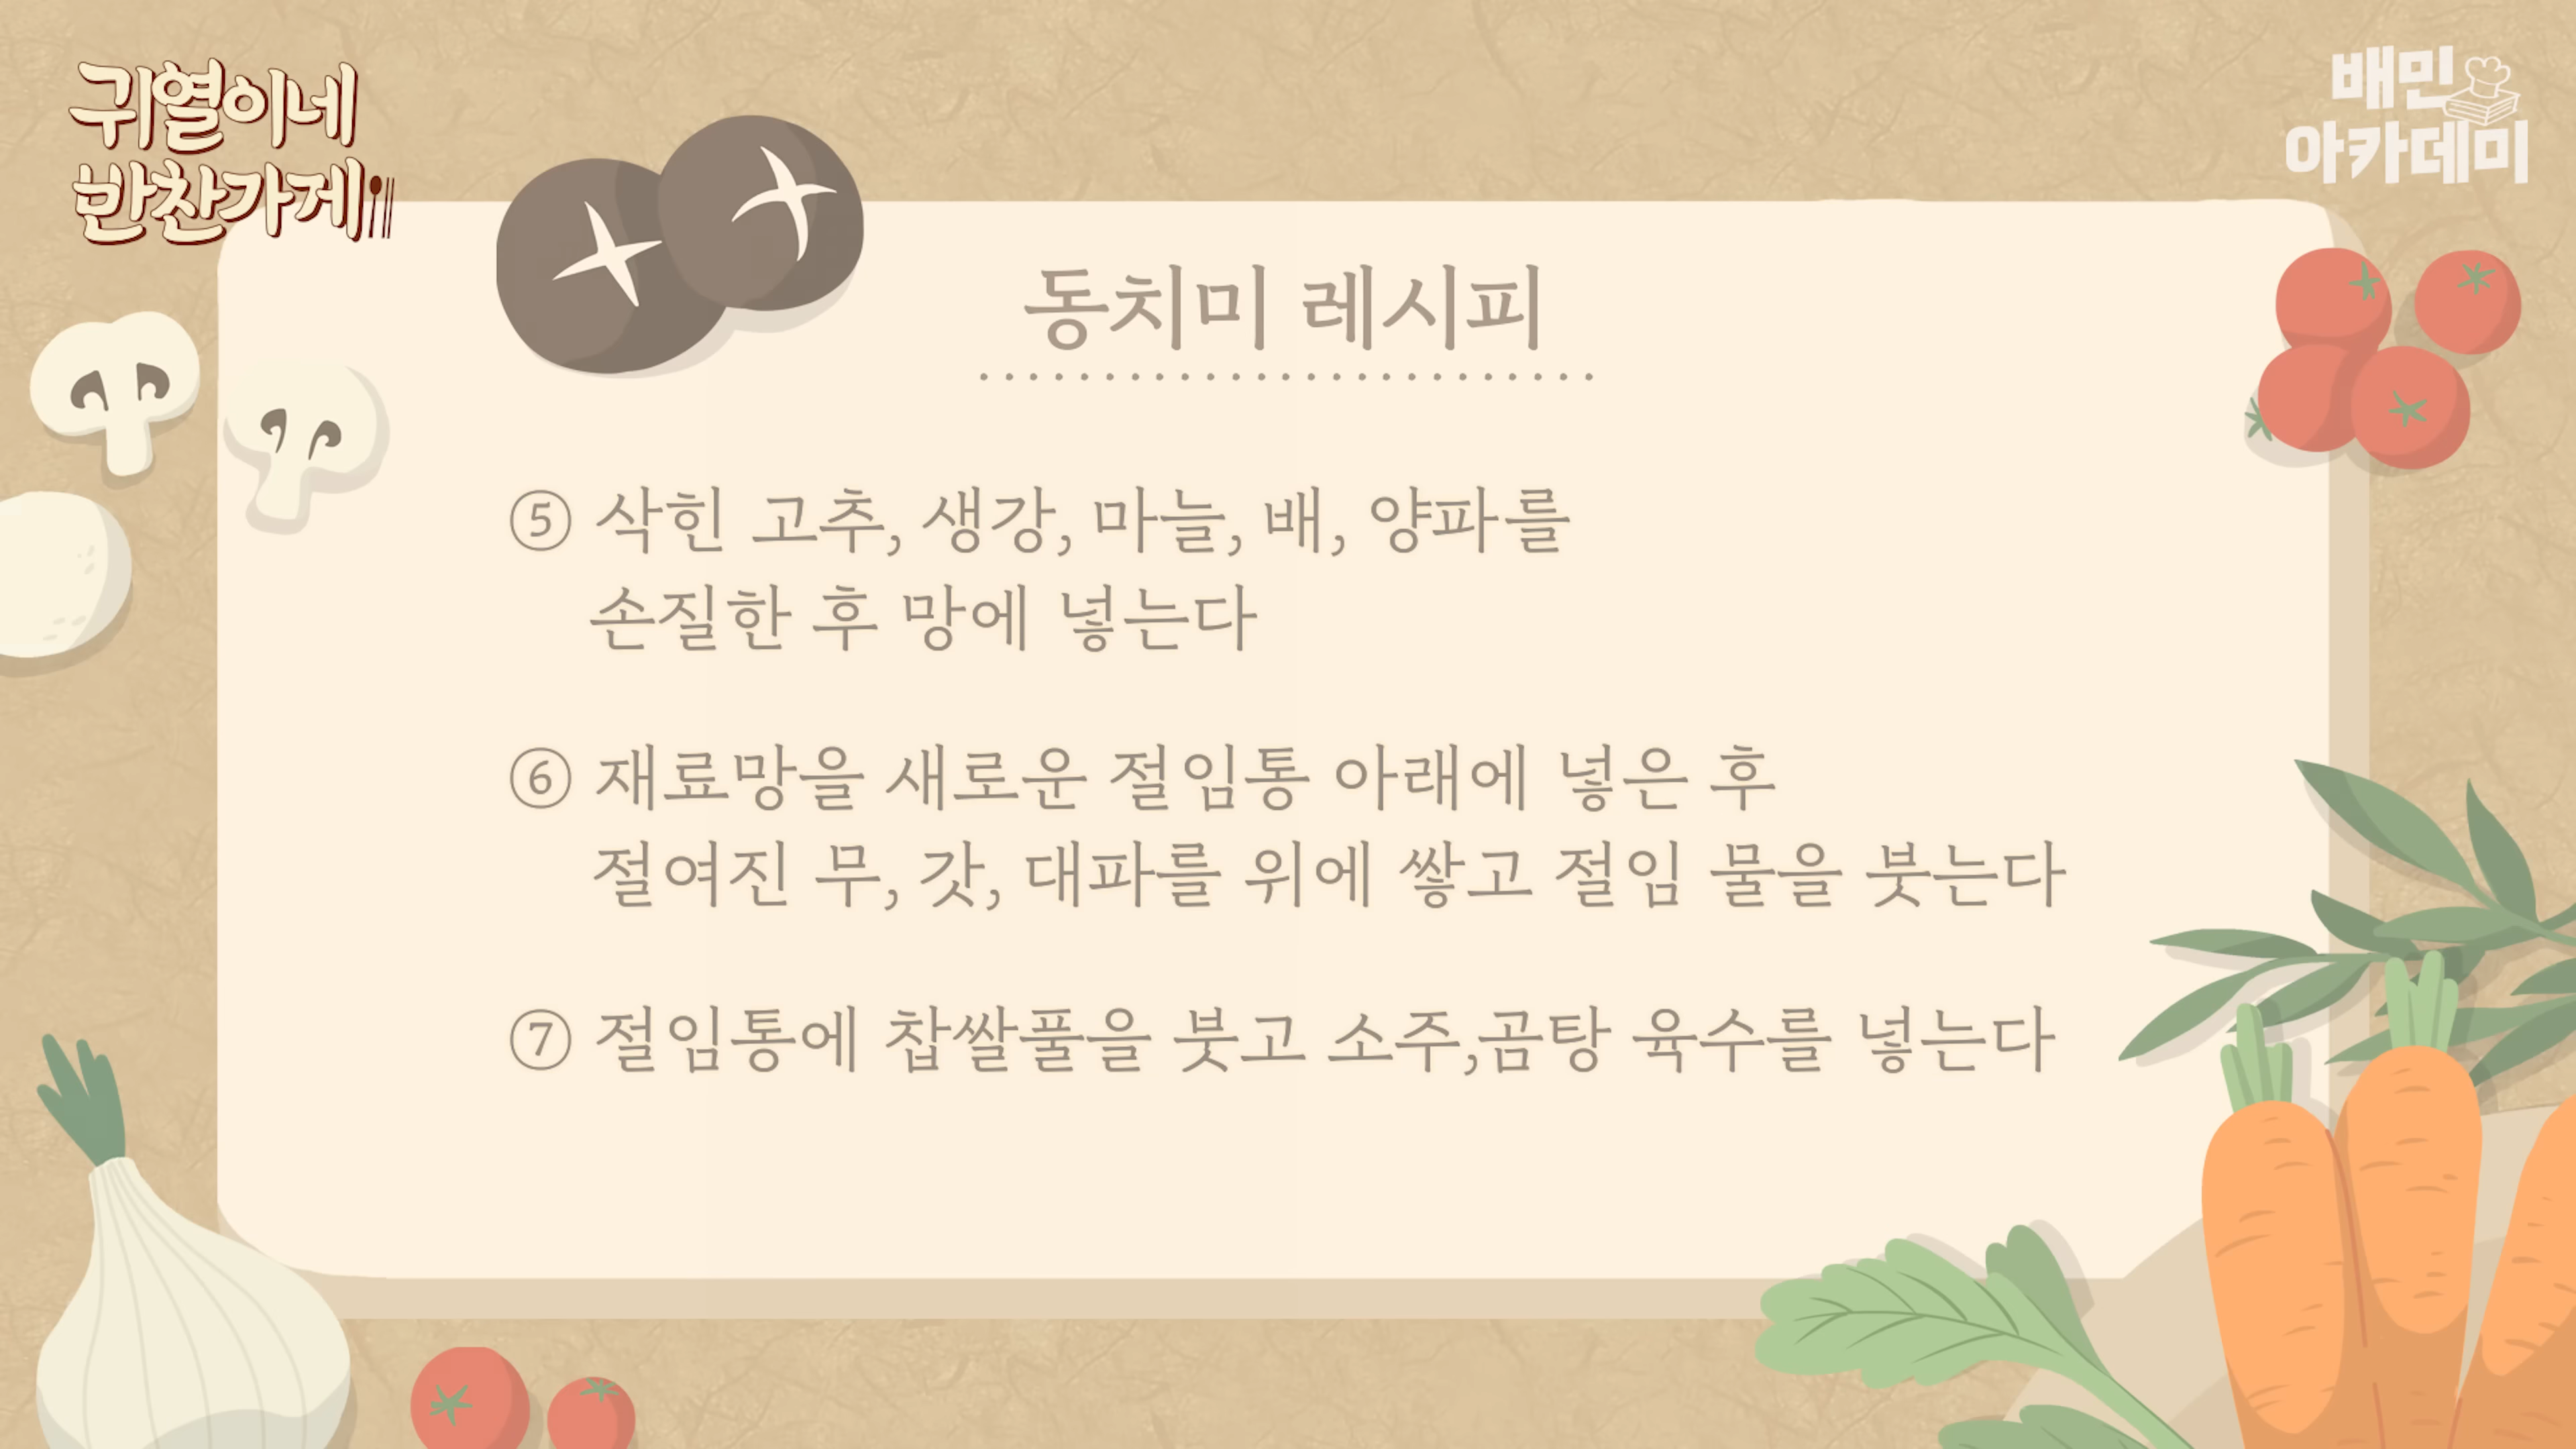 귀열이네
반찬가게
배민
아카데미
동치미 레시피
⑤ 삭힌 고추, 생강, 마늘, 배, 양파를
손질한 후 망에 넣는다
⑥ 재료망을 새로운 절임통 아래에 넣은 후
절여진 무, 갓, 대파를 위에 쌓고 절임 물을 붓는다
⑦ 절임통에 찹쌀풀을 붓고 소주,곰탕 육수를 넣는다